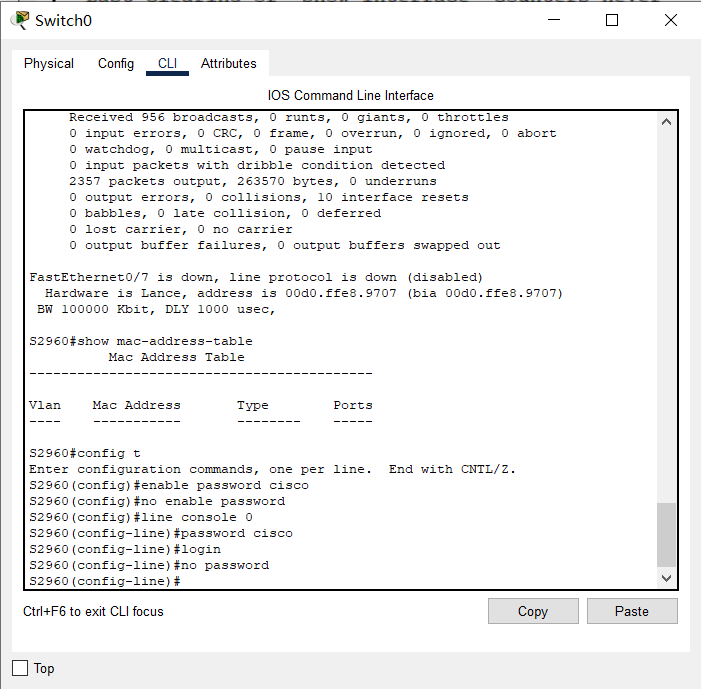 Switch0
Physical Config CLI Attributes
IOS Command Line Interface
Received 956 broadcasts, 0 runts, 0 giants, 0 throttles
0 input errors, 0 CRC, 0 frame, 0 overrun, 0 ignored, 0 abort
0 watchdog, 0 multicast, 0 pause input
0 input packets with dribble condition detected
2357 packets output, 263570 bytes, 0 underruns
0 output errors, 0 collisions, 10 interface resets
0 babbles, 0 late collision, 0 deferred
0 lost carrier, 0 no carrier
0 output buffer failures, 0 output buffers swapped out
FastEthernet0/7 is down, line protocol is down (disabled)
Hardware is Lance, address is 00d0.ffe8.9707 (bia 00d0.ffe8.9707)
BW 100000 Kbit, DLY 1000 usec,
S2960#show mac-address-table
Mac Address Table
-------------------------------------------
Vlan Mac Address Type Ports
---- ----------- -------- -----
S2960#config t
Enter configuration commands, one per line. End with CNTL/Z.
S2960(config)#enable password cisco
S2960(config)#no enable password
S2960(config)#line console 0
S2960(config-line)#password cisco
S2960(config-line)#login
S2960(config-line)#no password
S2960(config-line)#
Ctrl+F6 to exit CLI focus
Copy Paste
Top